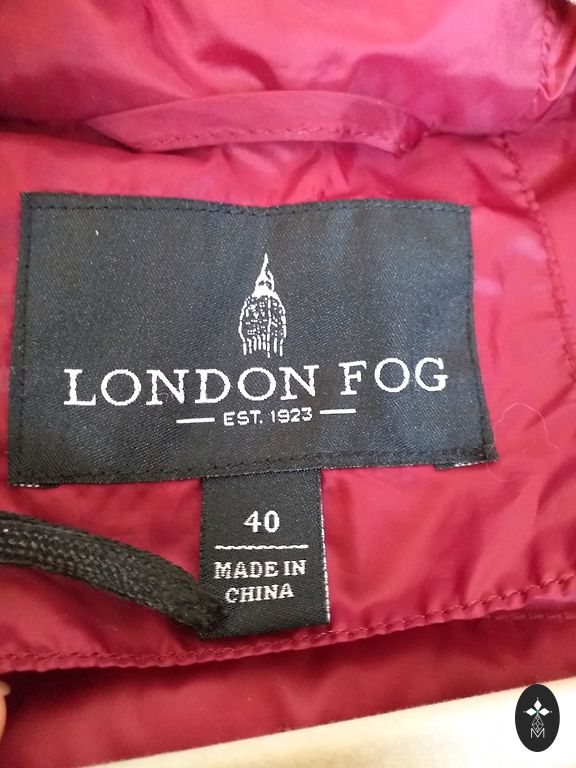 LONDON FOG
EST. 1923
40
MADE IN
CHINA